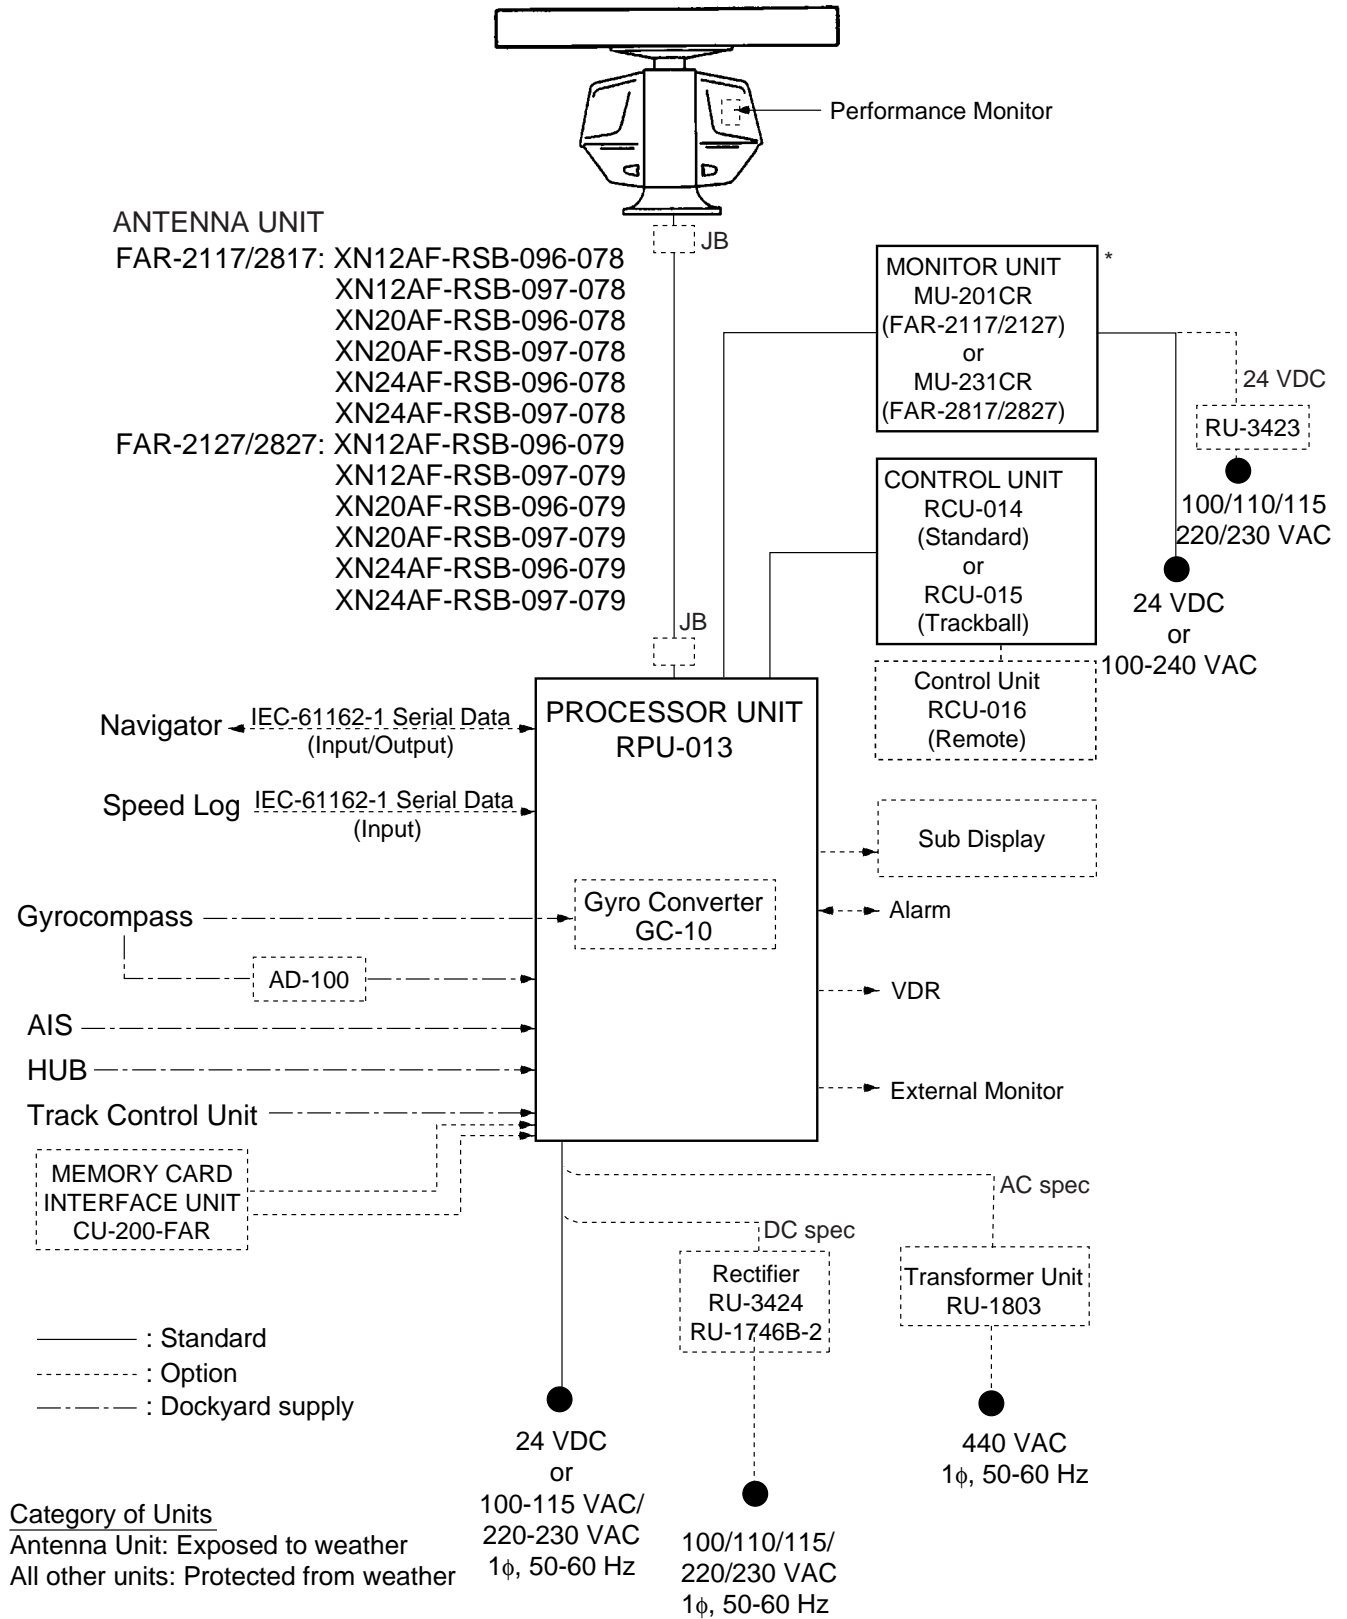 Performance Monitor
ANTENNA UNIT
JB
FAR-2117/2817: XN12AF-RSB-096-078
XN12AF-RSB-097-078
XN20AF-RSB-096-078
XN20AF-RSB-097-078
XN24AF-RSB-096-078
XN24AF-RSB-097-078
FAR-2127/2827: XN12AF-RSB-096-079
XN12AF-RSB-097-079
XN20AF-RSB-096-079
XN20AF-RSB-097-079
XN24AF-RSB-096-079
XN24AF-RSB-097-079
MONITOR UNIT
*
MU-201CR
(FAR-2117/2127)
or
MU-231CR
(FAR-2817/2827)
24 VDC
RU-3423
100/110/115
220/230 VAC
CONTROL UNIT
RCU-014
(Standard)
or
RCU-015
(Trackball)
24 VDC
or
100-240 VAC
Control Unit
RCU-016
(Remote)
JB
PROCESSOR UNIT
RPU-013
Navigator
IEC-61162-1 Serial Data
(Input/Output)
Speed Log
IEC-61162-1 Serial Data
(Input)
Sub Display
Gyrocompass
Gyro Converter
GC-10
Alarm
AD-100
VDR
AIS
HUB
External Monitor
Track Control Unit
MEMORY CARD
INTERFACE UNIT
CU-200-FAR
AC spec
DC spec
Rectifier
RU-3424
RU-1746B-2
Transformer Unit
RU-1803
: Standard
: Option
: Dockyard supply
24 VDC
or
100-115 VAC/
220-230 VAC
1ϕ, 50-60 Hz
100/110/115/
220/230 VAC
1ϕ, 50-60 Hz
440 VAC
1ϕ, 50-60 Hz
Category of Units
Antenna Unit: Exposed to weather
All other units: Protected from weather